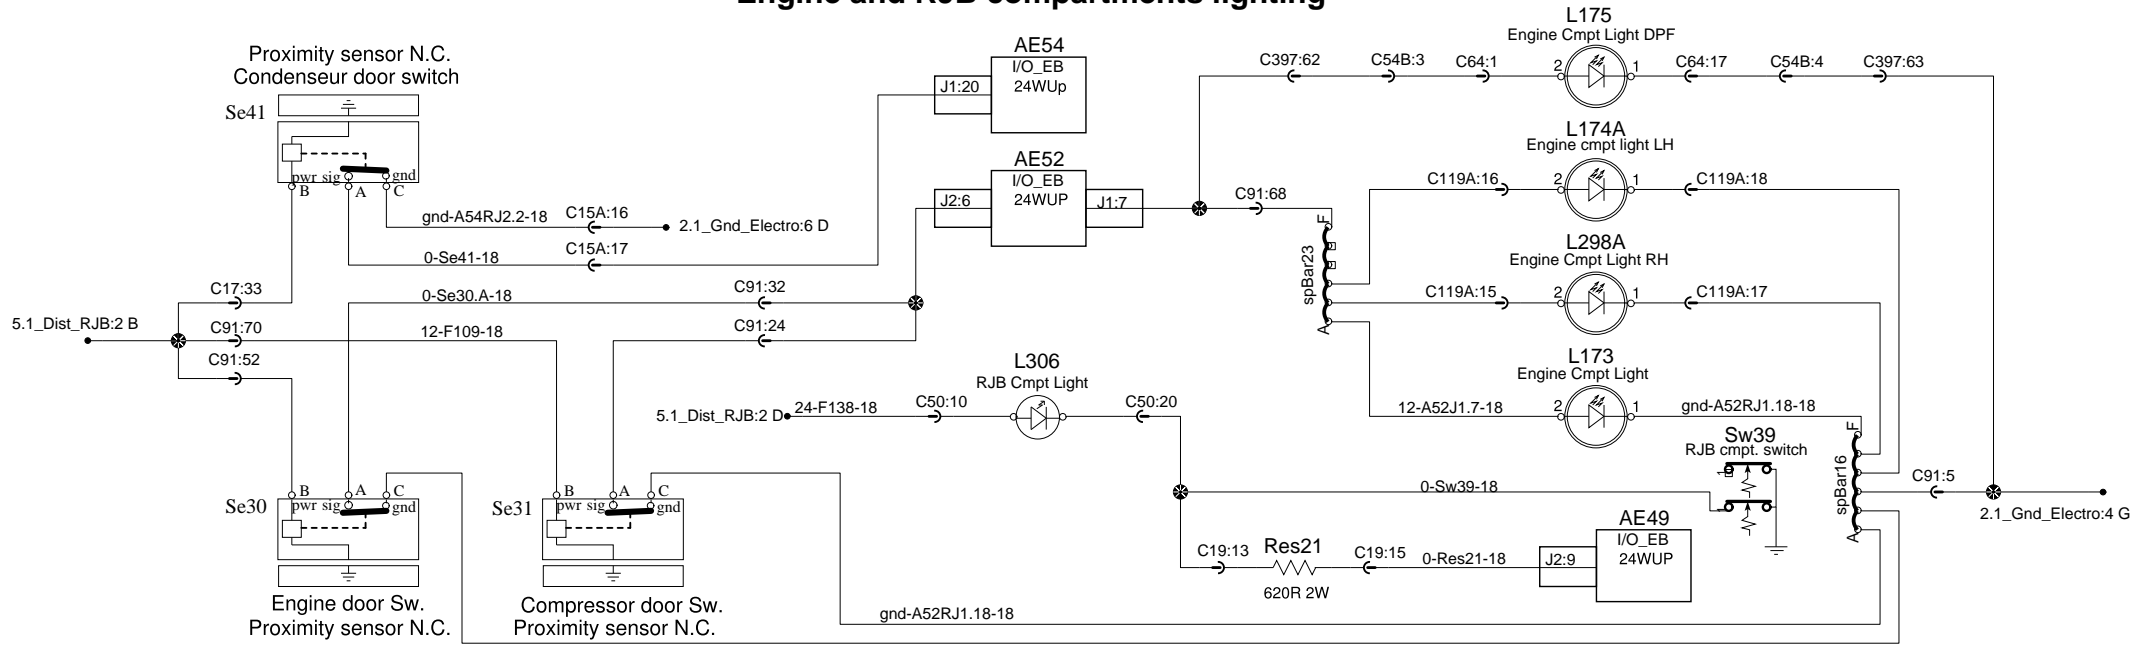 Engine and RJB compartments lighting
Proximity sensor N.C.
Condenseur door switch
Se41
pwr sig
gnd
B
A
C
gnd-A54RJ2.2-18
C15A:16
2.1_Gnd_Electro:6 D
0-Se41-18
C15A:17
AE54
I/O_EB
24WUp
J1:20
AE52
I/O_EB
24WUP
J2:6
J1:7
C17:33
0-Se30.A-18
C91:32
5.1_Dist_RJB:2 B
C91:70
12-F109-18
C91:24
C91:52
L175
Engine Cmpt Light DPF
C397:62
C54B:3
C64:1
2
1
C64:17
C54B:4
C397:63
L174A
Engine cmpt light LH
C91:68
C119A:16
2
1
C119A:18
F
spBar23
A
L298A
Engine Cmpt Light RH
C119A:15
2
1
C119A:17
L173
Engine Cmpt Light
12-A52J1.7-18
2
1
gnd-A52RJ1.18-18
L306
RJB Cmpt Light
5.1_Dist_RJB:2 D
24-F138-18
C50:10
C50:20
Sw39
RJB cmpt. switch
1
1
0-Sw39-18
F
spBar16
A
C91:5
2.1_Gnd_Electro:4 G
Se30
B
A
C
pwr sig
gnd
Engine door Sw.
Proximity sensor N.C.
Se31
B
A
C
pwr sig
gnd
Compressor door Sw.
Proximity sensor N.C.
C19:13
Res21
620R 2W
C19:15
0-Res21-18
AE49
I/O_EB
24WUP
J2:9
gnd-A52RJ1.18-18